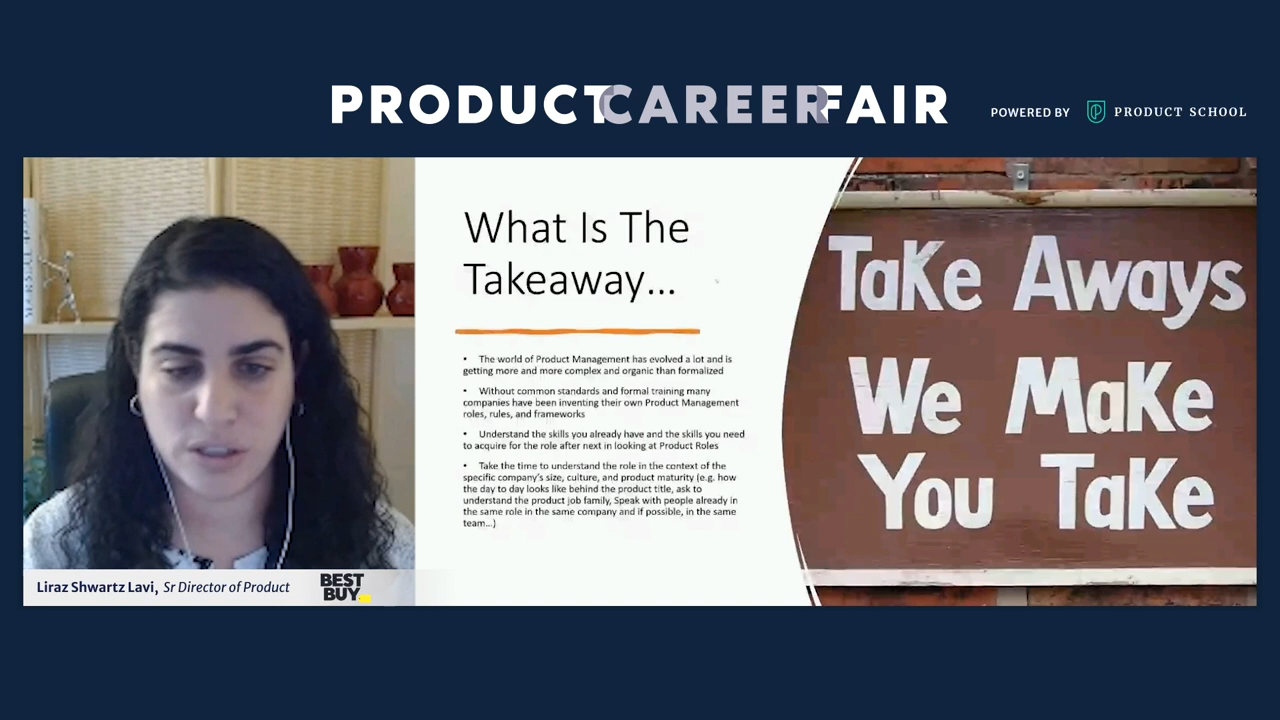 PRODUCTCAREERFAIR
POWERED BY PRODUCT SCHOOL
What Is The
Takeaway...
• The world of Product Management has evolved a lot and is
getting more and more complex and organic than formalized
• Without common standards and formal training many
companies have been inventing their own Product Management
roles, rules, and frameworks
• Understand the skills you already have and the skills you need
to acquire for the role after next in looking at Product Roles
• Take the time to understand the role in the context of the
specific company's size, culture, and product maturity (e.g. how
the day to day looks like behind the product title, ask to
understand the product job family, Speak with people already in
the same role in the same company and if possible, in the same
team...)
TaKe Aways
We MaKe
You TaKe
Liraz Shwartz Lavi, Sr Director of Product
BEST
BUY